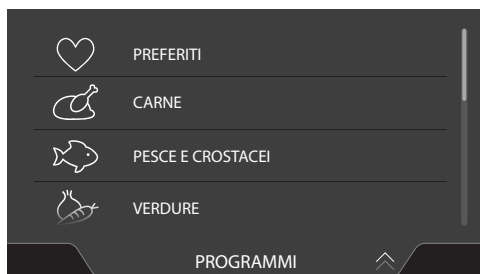 PREFERITI
CARNE
PESCE E CROSTACEI
VERDURE
PROGRAMMI